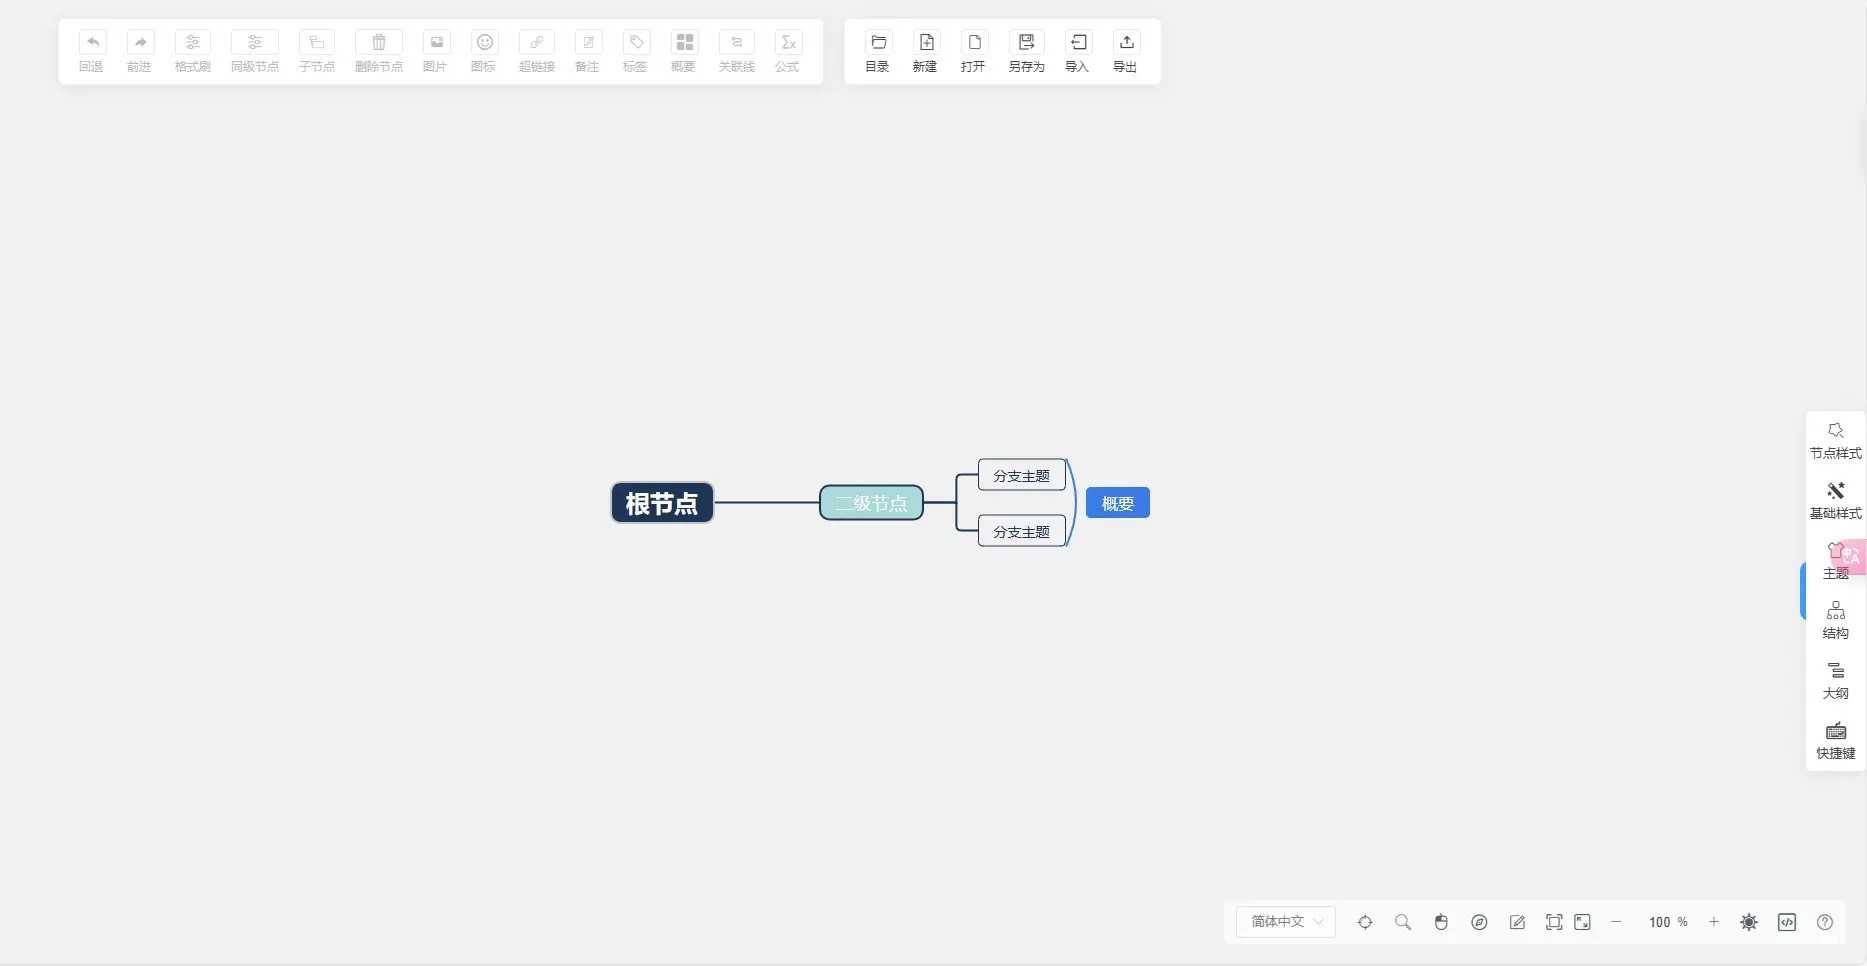 回退 前进 格式刷 同级节点 子节点 删除节点 图片 图标 超链接 备注 标签 概要 关联线 公式
目录 新建 打开 另存为 导入 导出
根节点
二级节点
分支主题
分支主题
概要
节点样式
基础样式
主题
结构
大纲
快捷键
简体中文
100 %